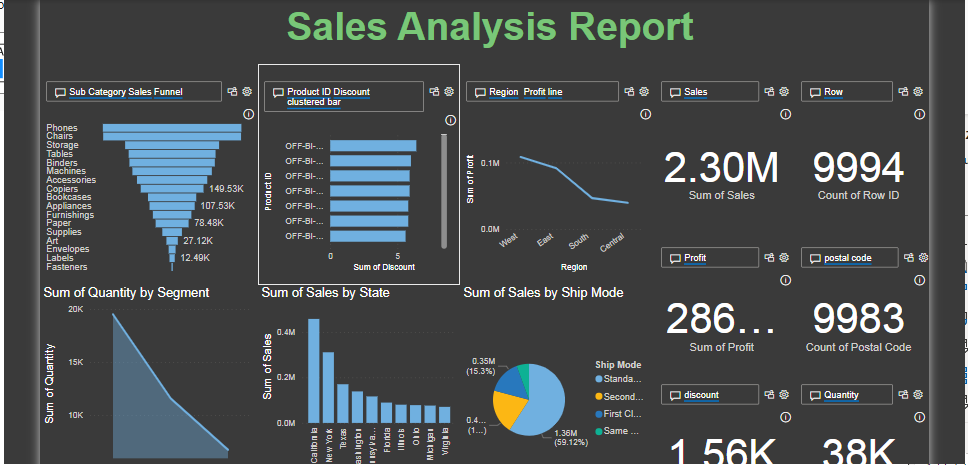 Sales Analysis Report
Sub Category Sales Funnel
Phones
Chairs
Storage
Tables
Binders
Machines
Accessories
Copiers 149.53K
Bookcases
Appliances 107.53K
Furnishings
Paper 78.48K
Supplies
Art 27.12K
Envelopes
Labels 12.49K
Fasteners
Product ID Discount
clustered bar
Product ID
OFF-BI-...
OFF-BI-...
OFF-BI-...
OFF-BI-...
OFF-BI-...
OFF-BI-...
OFF-BI-...
0 5
Sum of Discount
Region Profit line
Sum of Profit
0.1M
0.0M
West East South Central
Region
Sales
2.30M
Sum of Sales
Row
9994
Count of Row ID
Profit
286...
Sum of Profit
postal code
9983
Count of Postal Code
discount
1.56K
Quantity
38K
Sum of Quantity by Segment
Sum of Quantity
20K
15K
10K
Sum of Sales by State
Sum of Sales
0.4M
0.2M
0.0M
California
New York
Texas
Florida
Illinois
Ohio
Michigan
Virginia
Sum of Sales by Ship Mode
0.35M
(15.3%)
0.4...
(1...)
1.36M
(59.12%)
Ship Mode
Standa...
Second...
First Cl...
Same ...